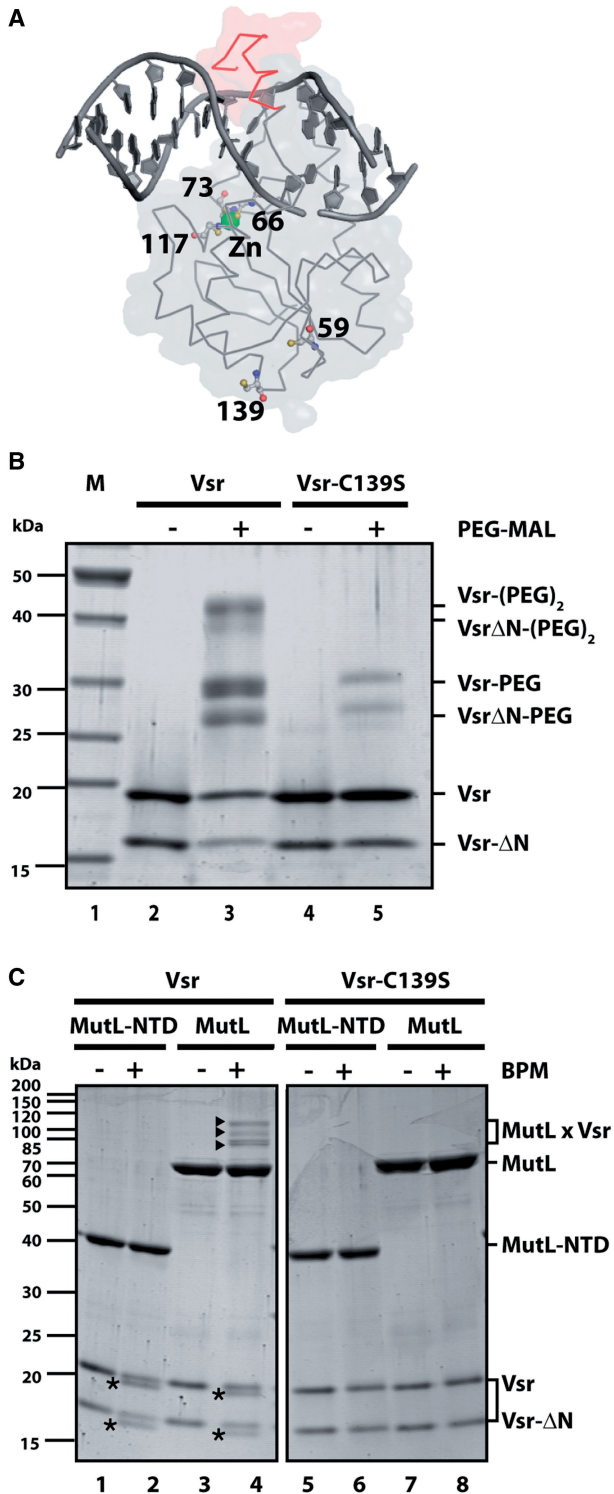 A
73
66
117
Zn
59
139
B
M Vsr Vsr-C139S
kDa - + - + PEG-MAL
50
40
30
25
20
15
Vsr-(PEG)2
VsrΔN-(PEG)2
Vsr-PEG
VsrΔN-PEG
Vsr
Vsr-ΔN
1 2 3 4 5
C
Vsr Vsr-C139S
MutL-NTD MutL MutL-NTD MutL
kDa - + - + - + - + BPM
200
150
120
100
85
70
60
50
40
30
25
20
15
MutL x Vsr
MutL
MutL-NTD
Vsr
Vsr-ΔN
* * * *
1 2 3 4 5 6 7 8